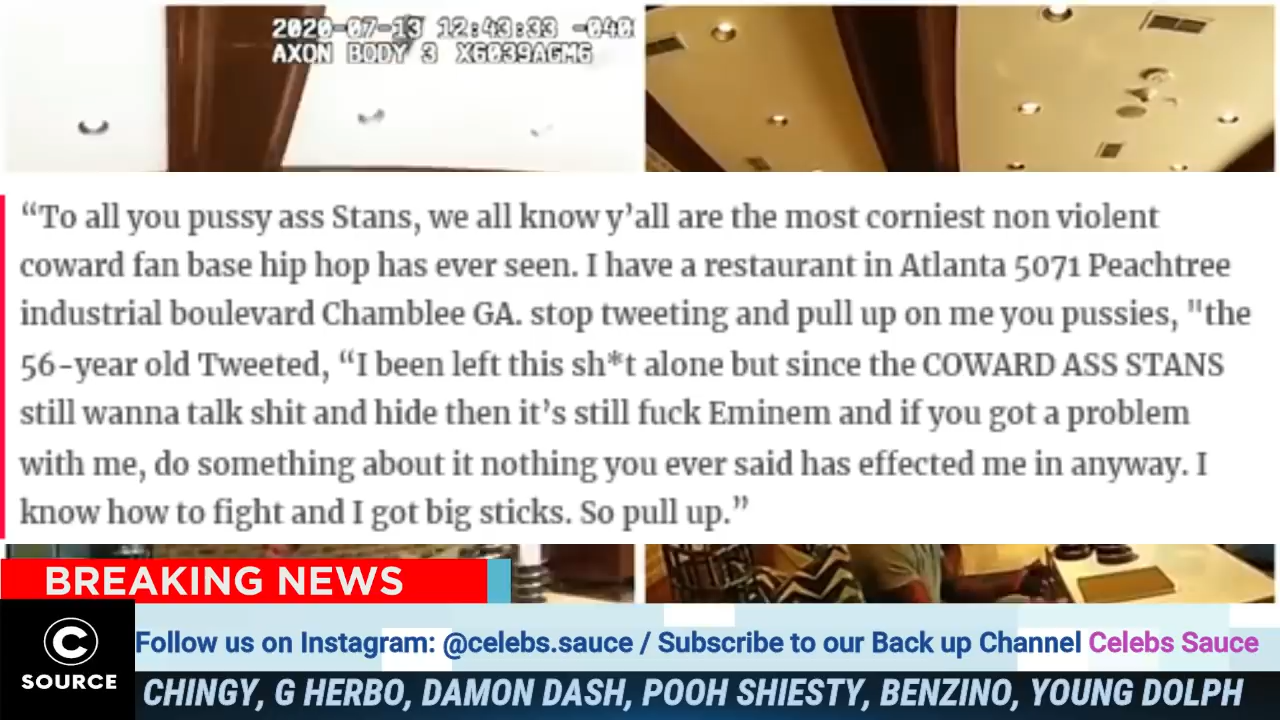 2020-07-13 12:43:33 -040
AXON BODY 3 X6039AGMG
“To all you pussy ass Stans, we all know y’all are the most corniest non violent
coward fan base hip hop has ever seen. I have a restaurant in Atlanta 5071 Peachtree
industrial boulevard Chamblee GA. stop tweeting and pull up on me you pussies, "the
56-year old Tweeted, “I been left this sh*t alone but since the COWARD ASS STANS
still wanna talk shit and hide then it’s still fuck Eminem and if you got a problem
with me, do something about it nothing you ever said has effected me in anyway. I
know how to fight and I got big sticks. So pull up.”
BREAKING NEWS
C
SOURCE
Follow us on Instagram: @celebs.sauce / Subscribe to our Back up Channel Celebs Sauce
CHINGY, G HERBO, DAMON DASH, POOH SHIESTY, BENZINO, YOUNG DOLPH